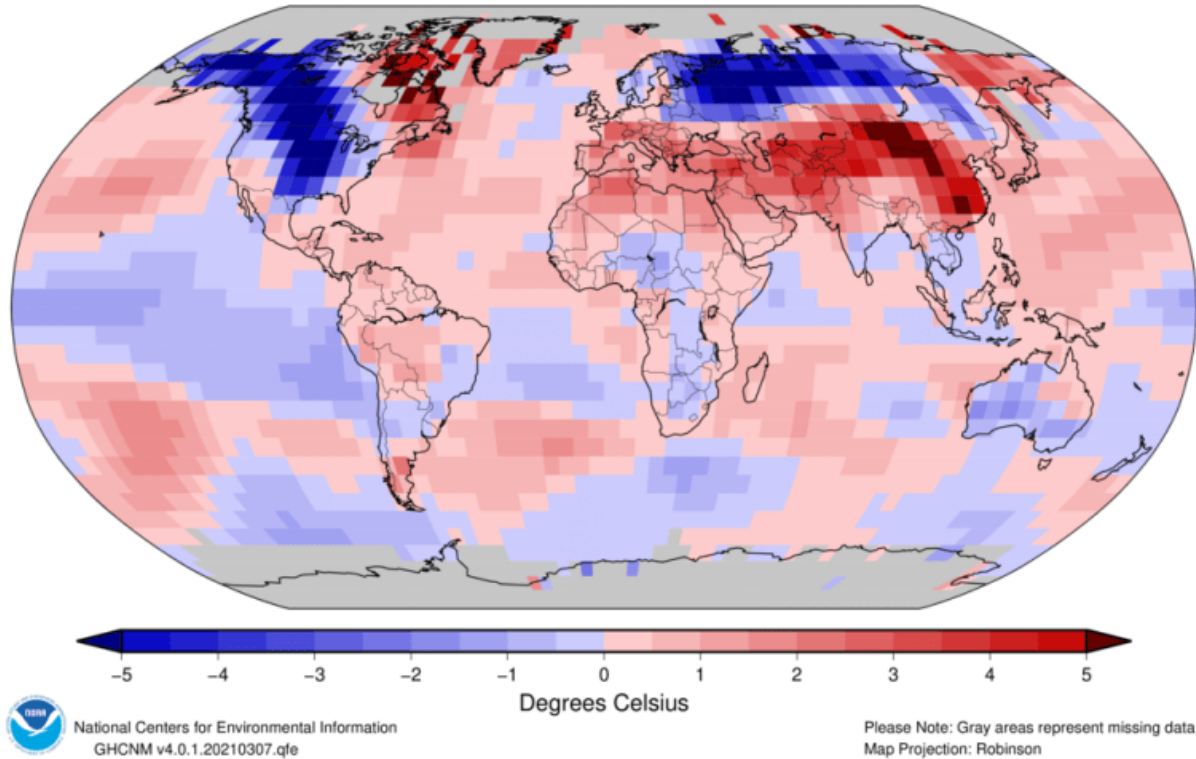 −5 −4 −3 −2 −1 0 1 2 3 4 5
Degrees Celsius
NOAA
National Centers for Environmental Information
GHCNM v4.0.1.20210307.qfe
Please Note: Gray areas represent missing data
Map Projection: Robinson